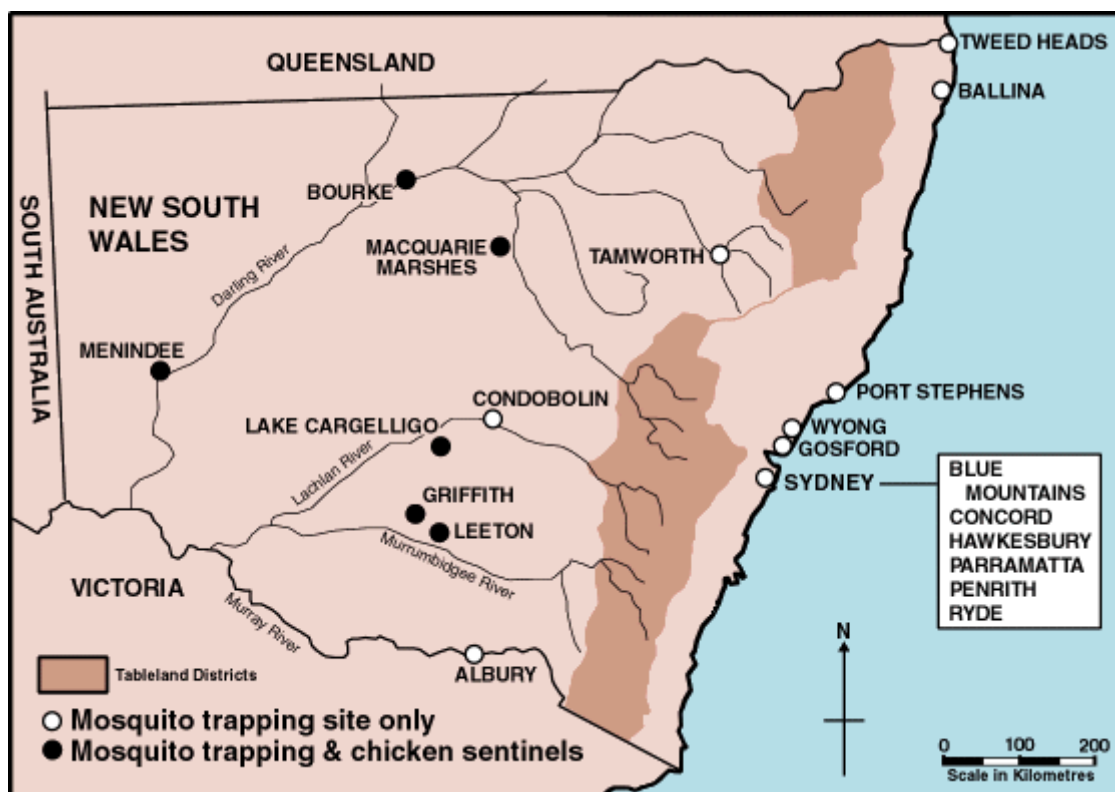 TWEED HEADS
QUEENSLAND
BALLINA
SOUTH AUSTRALIA
NEW SOUTH
WALES
BOURKE
MACQUARIE
MARSHES
TAMWORTH
Darling River
MENINDEE
CONDOBOLIN
PORT STEPHENS
LAKE CARGELLIGO
WYONG
GOSFORD
Lachlan River
SYDNEY
BLUE
MOUNTAINS
CONCORD
HAWKESBURY
PARRAMATTA
PENRITH
RYDE
GRIFFITH
LEETON
Murrumbidgee River
VICTORIA
Murray River
ALBURY
N
Tableland Districts
Mosquito trapping site only
Mosquito trapping & chicken sentinels
0 100 200
Scale in Kilometres